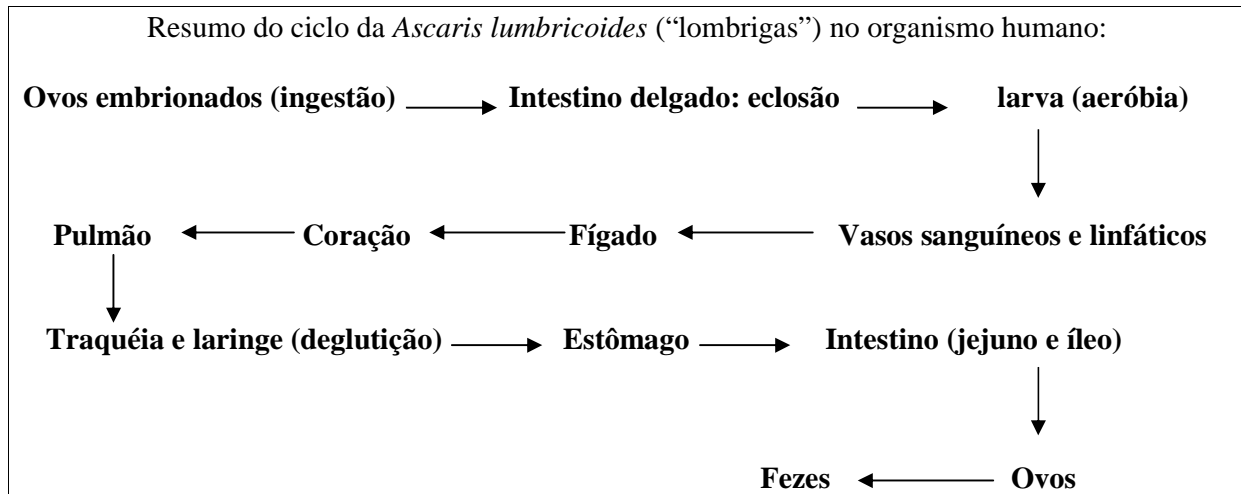 Resumo do ciclo da Ascaris lumbricoides (“lombrigas”) no organismo humano:
Ovos embrionados (ingestão) Intestino delgado: eclosão larva (aeróbia)
Pulmão Coração Fígado Vasos sanguíneos e linfáticos
Traquéia e laringe (deglutição) Estômago Intestino (jejuno e íleo)
Fezes Ovos